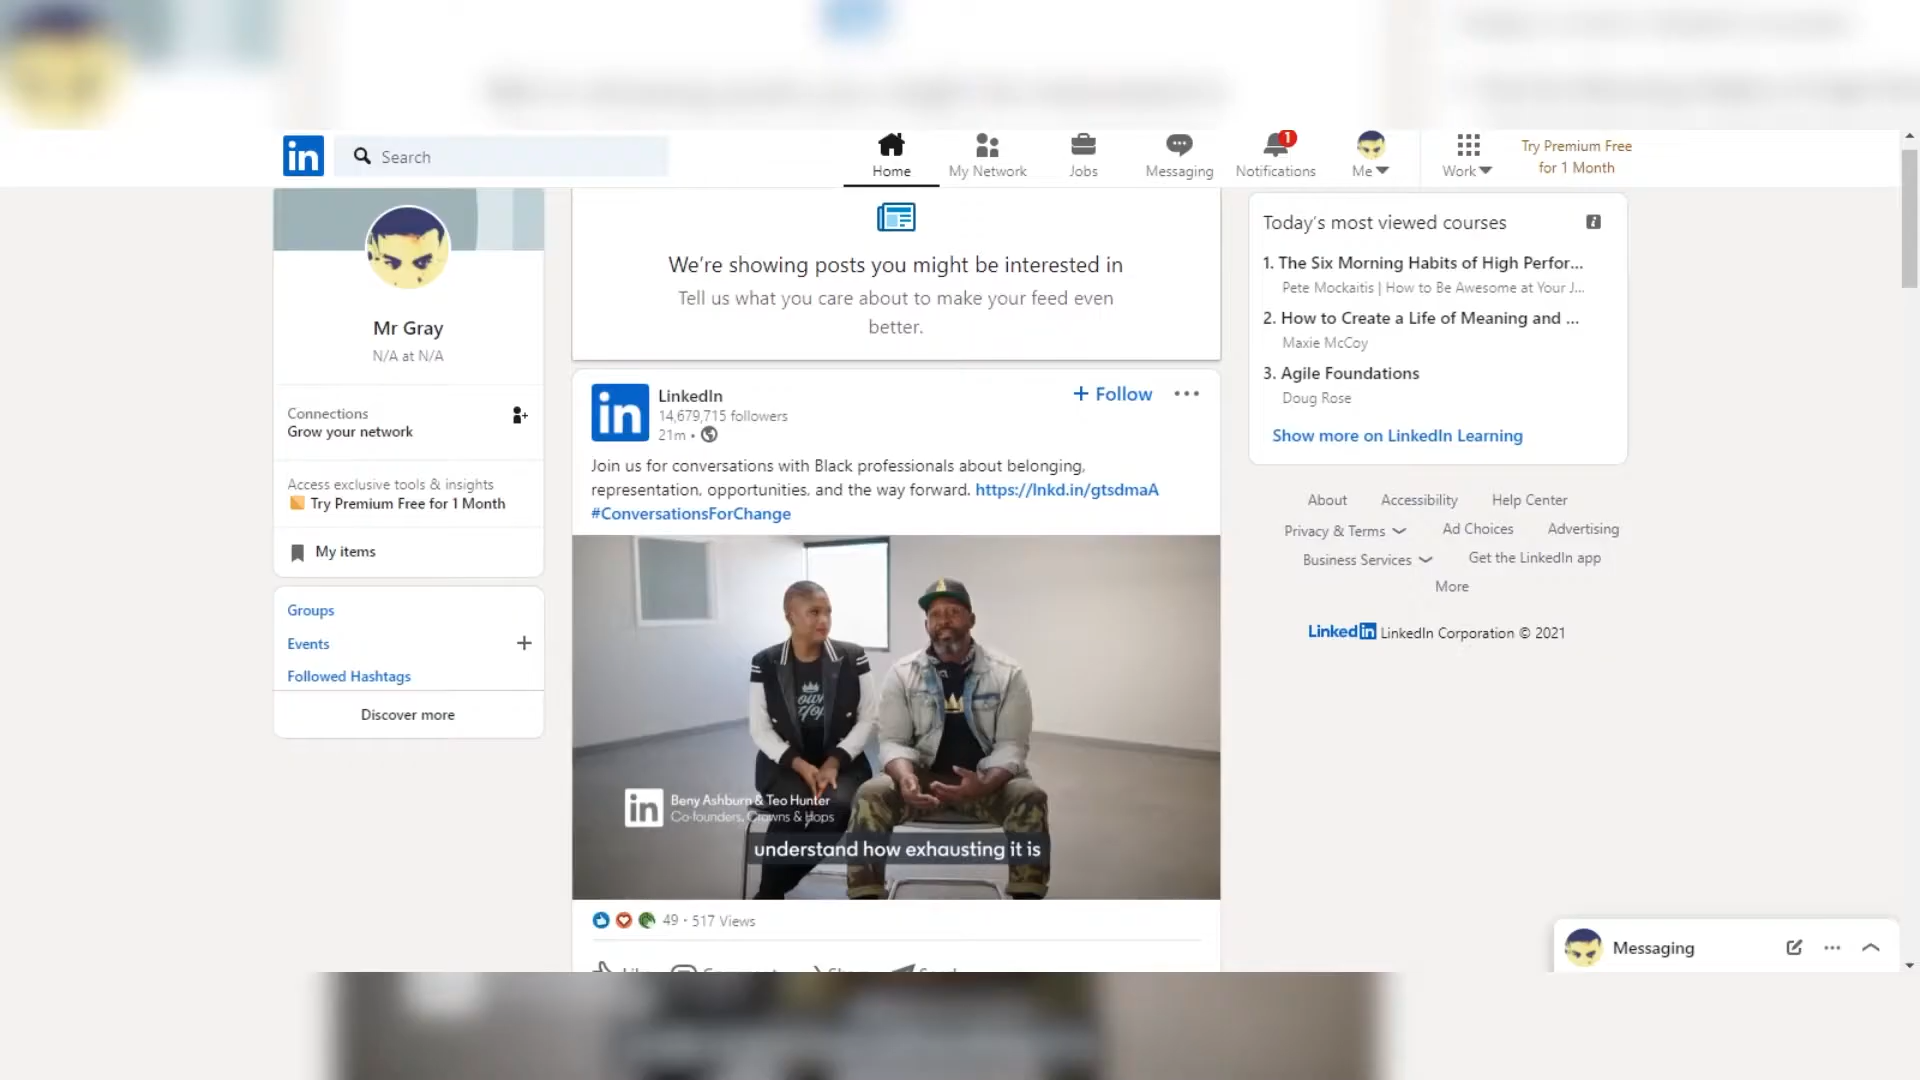 in
Search
Home
My Network
Jobs
Messaging
1
Notifications
Me
Work
Try Premium Free
for 1 Month
Mr Gray
N/A at N/A
Connections
Grow your network
Access exclusive tools & insights
Try Premium Free for 1 Month
My items
Groups
Events
Followed Hashtags
Discover more
We're showing posts you might be interested in
Tell us what you care about to make your feed even
better.
in
LinkedIn
14,679,715 followers
21m •
+ Follow
Join us for conversations with Black professionals about belonging,
representation, opportunities, and the way forward. https://lnkd.in/gtsdmaA
#ConversationsForChange
in
Beny Ashburn & Teo Hunter
Co-founders, Crowns & Hops
understand how exhausting it is
49 · 517 Views
Today's most viewed courses
1. The Six Morning Habits of High Perfor...
Pete Mockaitis | How to Be Awesome at Your J...
2. How to Create a Life of Meaning and ...
Maxie McCoy
3. Agile Foundations
Doug Rose
Show more on LinkedIn Learning
About
Accessibility
Help Center
Privacy & Terms
Ad Choices
Advertising
Business Services
Get the LinkedIn app
More
LinkedIn LinkedIn Corporation © 2021
Messaging